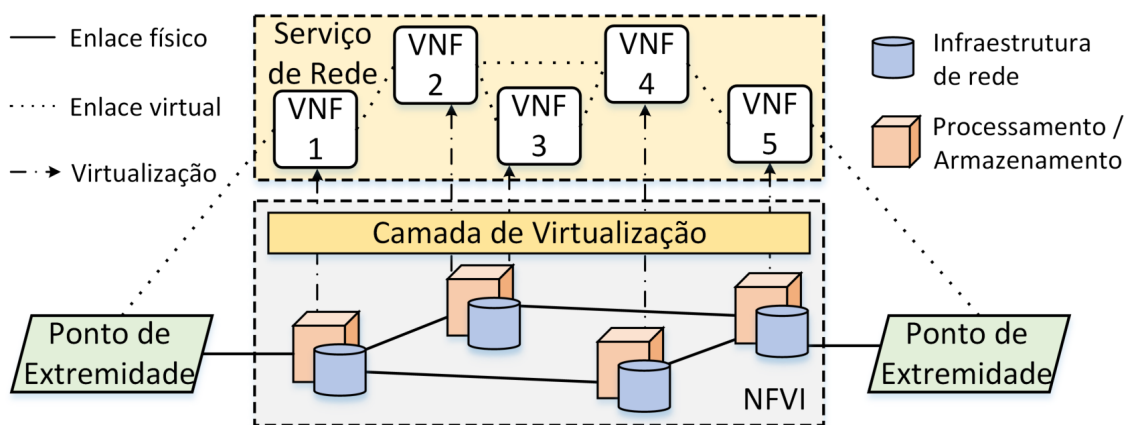 Enlace físico
Enlace virtual
Virtualização
Serviço
de Rede
VNF
1
VNF
2
VNF
3
VNF
4
VNF
5
Infraestrutura
de rede
Processamento /
Armazenamento
Camada de Virtualização
Ponto de
Extremidade
NFVI
Ponto de
Extremidade